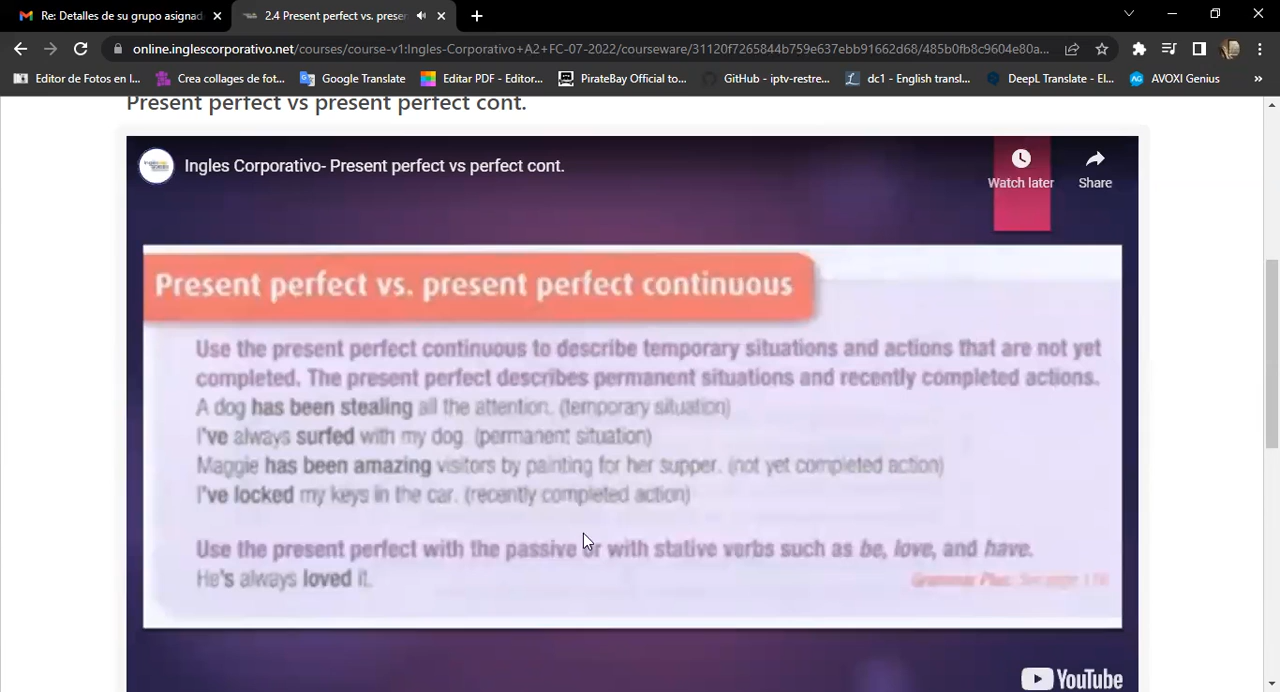 Re: Detalles de su grupo asignad
2.4 Present perfect vs. preser
online.inglescorporativo.net/courses/course-v1:Ingles-Corporativo+A2+FC-07-2022/courseware/31120f7265844b759e637ebb91662d68/485b0fb8c9604e80a...
Editor de Fotos en l...
Crea collages de fot...
Google Translate
Editar PDF - Editor...
PirateBay Official to...
GitHub - iptv-restre...
dc1 - English transl...
DeepL Translate - El...
AVOXI Genius
»
Present perfect vs present perfect cont.
Ingles Corporativo- Present perfect vs perfect cont.
Watch later
Share
Present perfect vs. present perfect continuous
Use the present perfect continuous to describe temporary situations and actions that are not yet
completed. The present perfect describes permanent situations and recently completed actions.
A dog has been stealing all the attention. (temporary situation)
I've always surfed with my dog. (permanent situation)
Maggie has been amazing visitors by painting for her supper. (not yet completed action)
I've locked my keys in the car. (recently completed action)
Use the present perfect with the passive or with stative verbs such as be, love, and have.
He's always loved it.
Grammar Plus: See page
YouTube